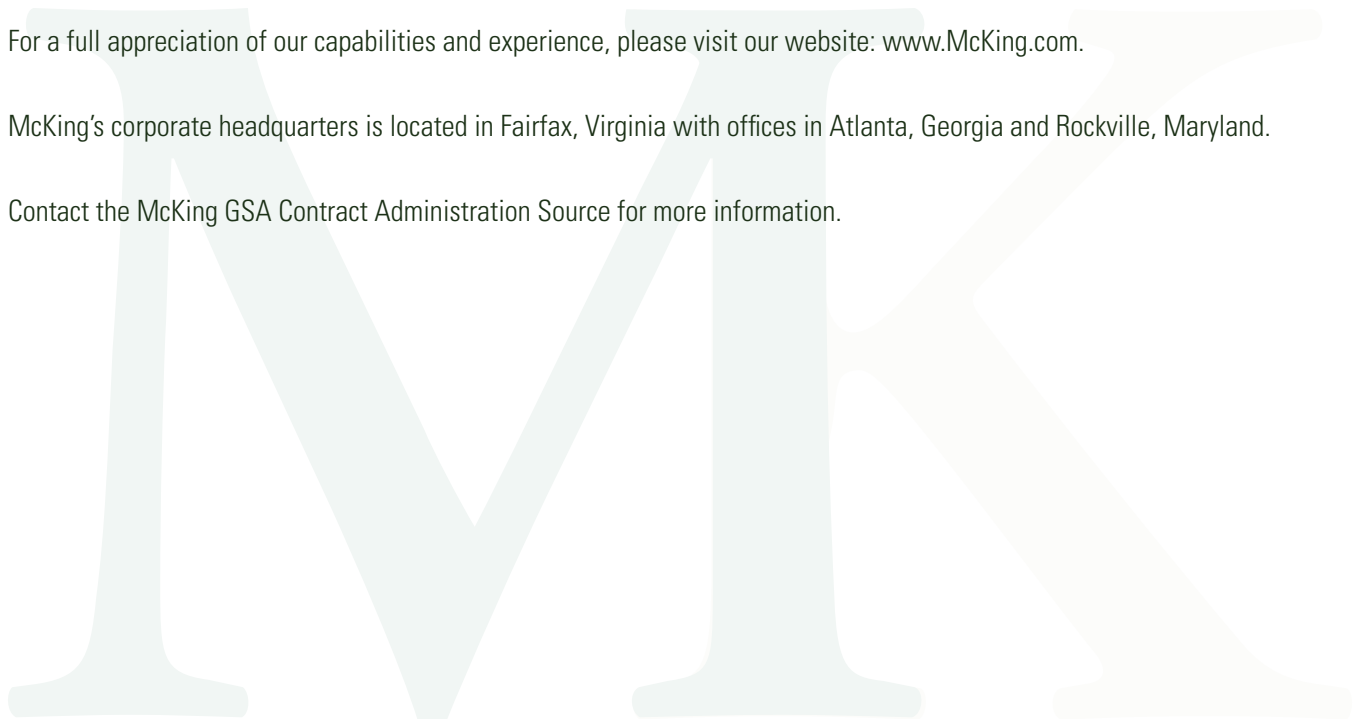 For a full appreciation of our capabilities and experience, please visit our website: www.McKing.com.
McKing's corporate headquarters is located in Fairfax, Virginia with offices in Atlanta, Georgia and Rockville, Maryland.
Contact the McKing GSA Contract Administration Source for more information.
MK